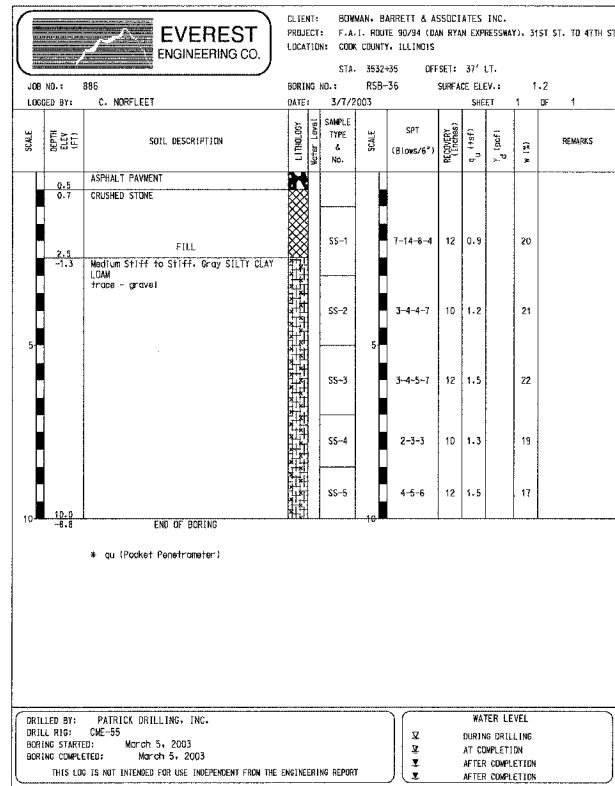 EVEREST
ENGINEERING CO.
CLIENT: BOWMAN, BARRETT & ASSOCIATES INC.
PROJECT: F.A.I. ROUTE 90/94 (DAN RYAN EXPRESSWAY), 31ST ST. TO 47TH ST
LOCATION: COOK COUNTY, ILLINOIS
STA. 3532+35 OFFSET: 37' LT.
JOB NO.: 886 BORING NO.: RSB-36 SURFACE ELEV.: 1.2
LOGGED BY: C. NORFLEET DATE: 3/7/2003 SHEET 1 OF 1
SCALE
DEPTH ELEV (FT)
SOIL DESCRIPTION
LITHOLOGY
Water Level
SAMPLE TYPE & No.
SCALE
SPT (Blows/6")
RECOVERY (Inches)
qu (tsf)
γd (pcf)
w (%)
REMARKS
ASPHALT PAVMENT
0.5
0.7 CRUSHED STONE
FILL SS-1 7-14-8-4 12 0.9 20
2.5
-1.3 Medium Stiff to Stiff, Gray SILTY CLAY
LOAM
trace - gravel
SS-2 3-4-4-7 10 1.2 21
5 5
SS-3 3-4-5-7 12 1.5 22
SS-4 2-3-3 10 1.3 19
SS-5 4-5-6 12 1.5 17
10 10.0 10
-8.8 END OF BORING
* qu (Pocket Penetrometer)
DRILLED BY: PATRICK DRILLING, INC.
DRILL RIG: CME-55
BORING STARTED: March 5, 2003
BORING COMPLETED: March 5, 2003
THIS LOG IS NOT INTENDED FOR USE INDEPENDENT FROM THE ENGINEERING REPORT
WATER LEVEL
DURING DRILLING
AT COMPLETION
AFTER COMPLETION
AFTER COMPLETION